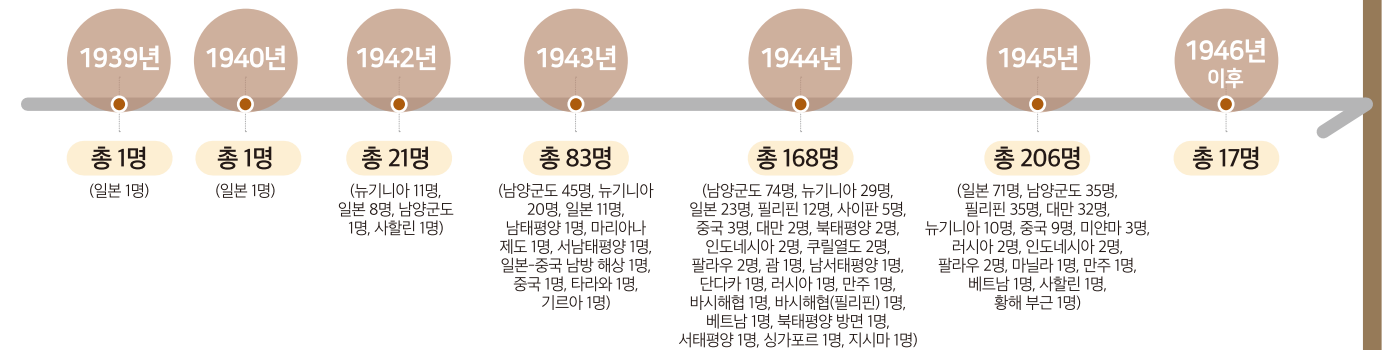 1939년
총 1명
(일본 1명)
1940년
총 1명
(일본 1명)
1942년
총 21명
(뉴기니아 11명,
일본 8명, 남양군도
1명, 사할린 1명)
1943년
총 83명
(남양군도 45명, 뉴기니아
20명, 일본 11명,
남태평양 1명, 마리아나
제도 1명, 서남태평양 1명,
일본-중국 남방 해상 1명,
중국 1명, 타라와 1명,
기르아 1명)
1944년
총 168명
(남양군도 74명, 뉴기니아 29명,
일본 23명, 필리핀 12명, 사이판 5명,
중국 3명, 대만 2명, 북태평양 2명,
인도네시아 2명, 쿠릴열도 2명,
팔라우 2명, 괌 1명, 남서태평양 1명,
단다카 1명, 러시아 1명, 만주 1명,
바시해협 1명, 바시해협(필리핀) 1명,
베트남 1명, 북태평양 방면 1명,
서태평양 1명, 싱가포르 1명, 지시마 1명)
1945년
총 206명
(일본 71명, 남양군도 35명,
필리핀 35명, 대만 32명,
뉴기니아 10명, 중국 9명, 미얀마 3명,
러시아 2명, 인도네시아 2명,
팔라우 2명, 마닐라 1명, 만주 1명,
베트남 1명, 사할린 1명,
황해 부근 1명)
1946년
이후
총 17명